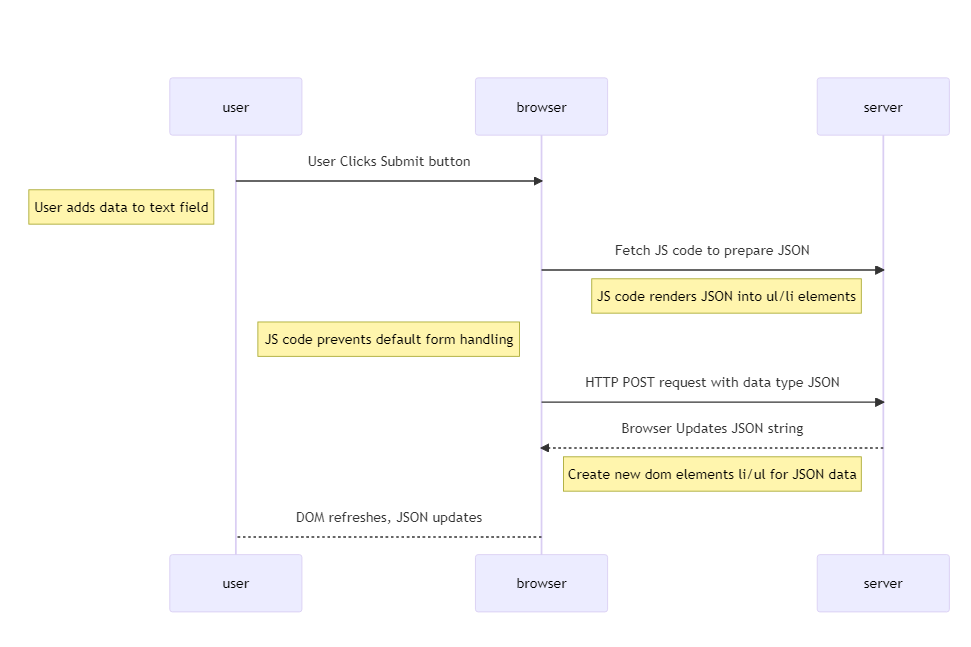 user
browser
server
User Clicks Submit button
User adds data to text field
Fetch JS code to prepare JSON
JS code renders JSON into ul/li elements
JS code prevents default form handling
HTTP POST request with data type JSON
Browser Updates JSON string
Create new dom elements li/ul for JSON data
DOM refreshes, JSON updates
user
browser
server